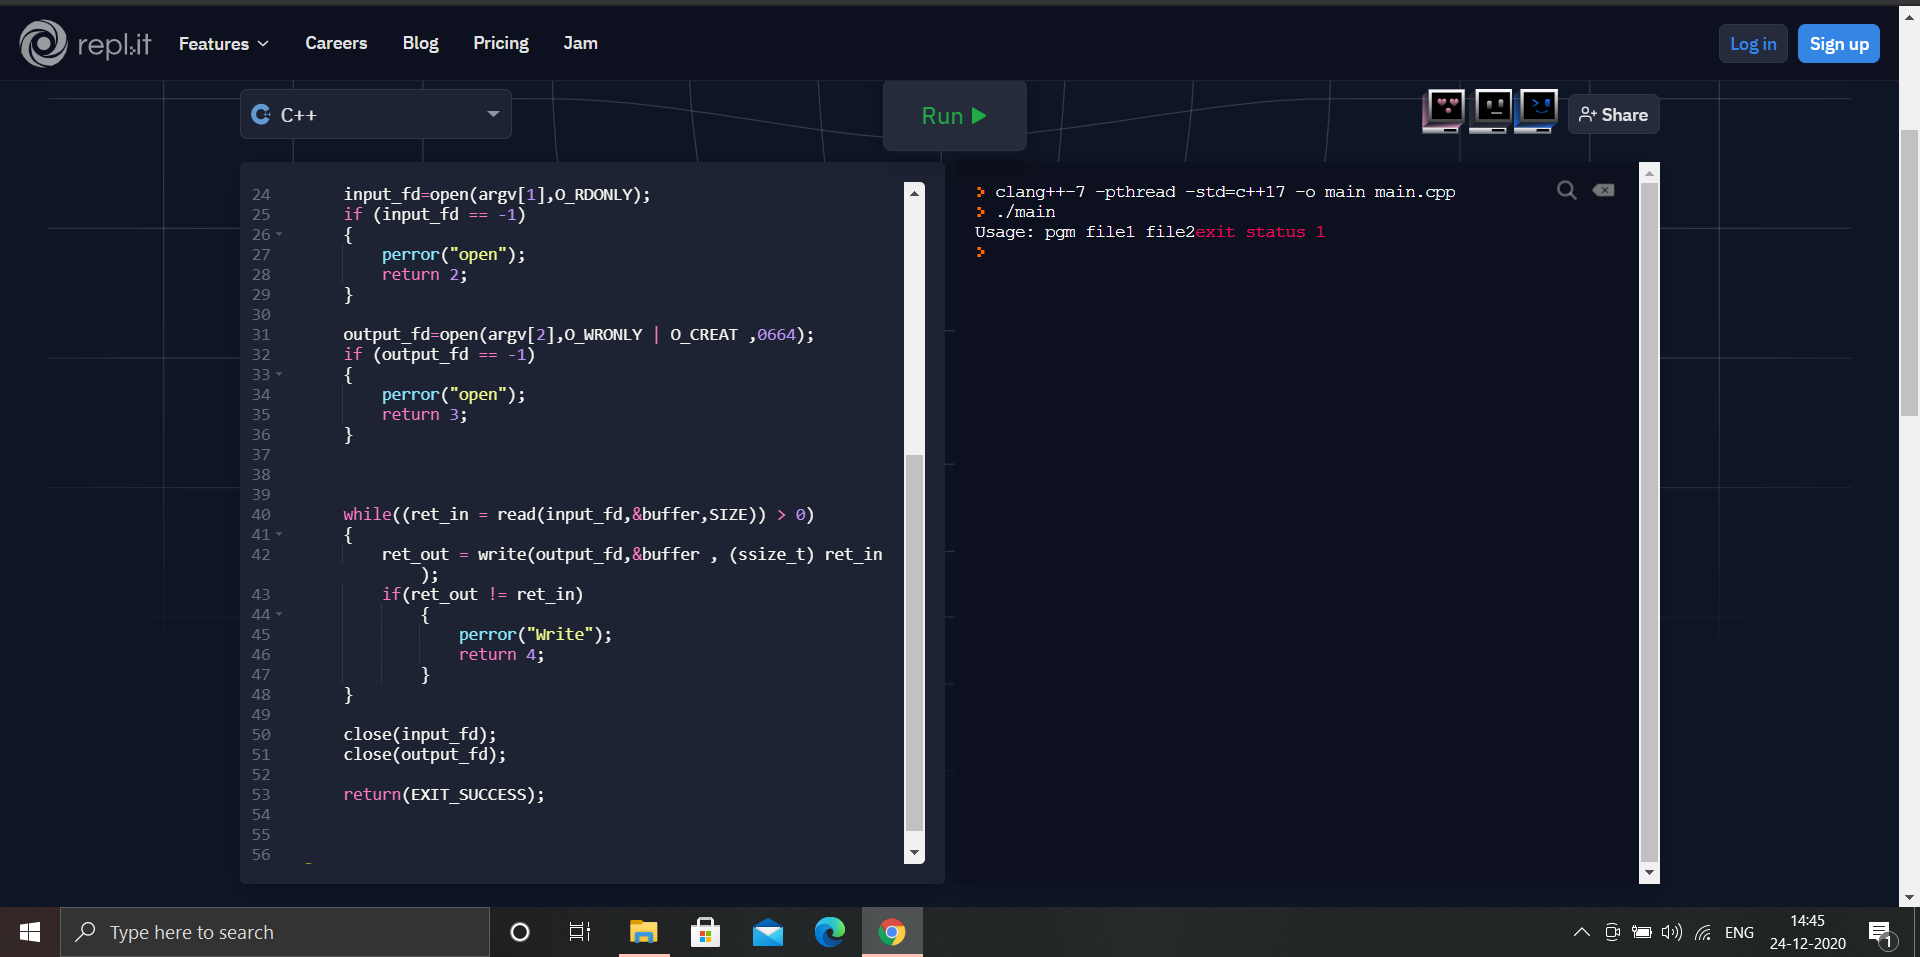 repl.it Features Careers Blog Pricing Jam Log in Sign up
C++ Run Share
24 input_fd=open(argv[1],O_RDONLY);
25 if (input_fd == -1)
26 {
27 perror("open");
28 return 2;
29 }
30
31 output_fd=open(argv[2],O_WRONLY | O_CREAT ,0664);
32 if (output_fd == -1)
33 {
34 perror("open");
35 return 3;
36 }
37
38
39
40 while((ret_in = read(input_fd,&buffer,SIZE)) > 0)
41 {
42 ret_out = write(output_fd,&buffer , (ssize_t) ret_in
);
43 if(ret_out != ret_in)
44 {
45 perror("Write");
46 return 4;
47 }
48 }
49
50 close(input_fd);
51 close(output_fd);
52
53 return(EXIT_SUCCESS);
54
55
56
clang++-7 -pthread -std=c++17 -o main main.cpp
./main
Usage: pgm file1 file2exit status 1
Type here to search
ENG
14:45
24-12-2020
1